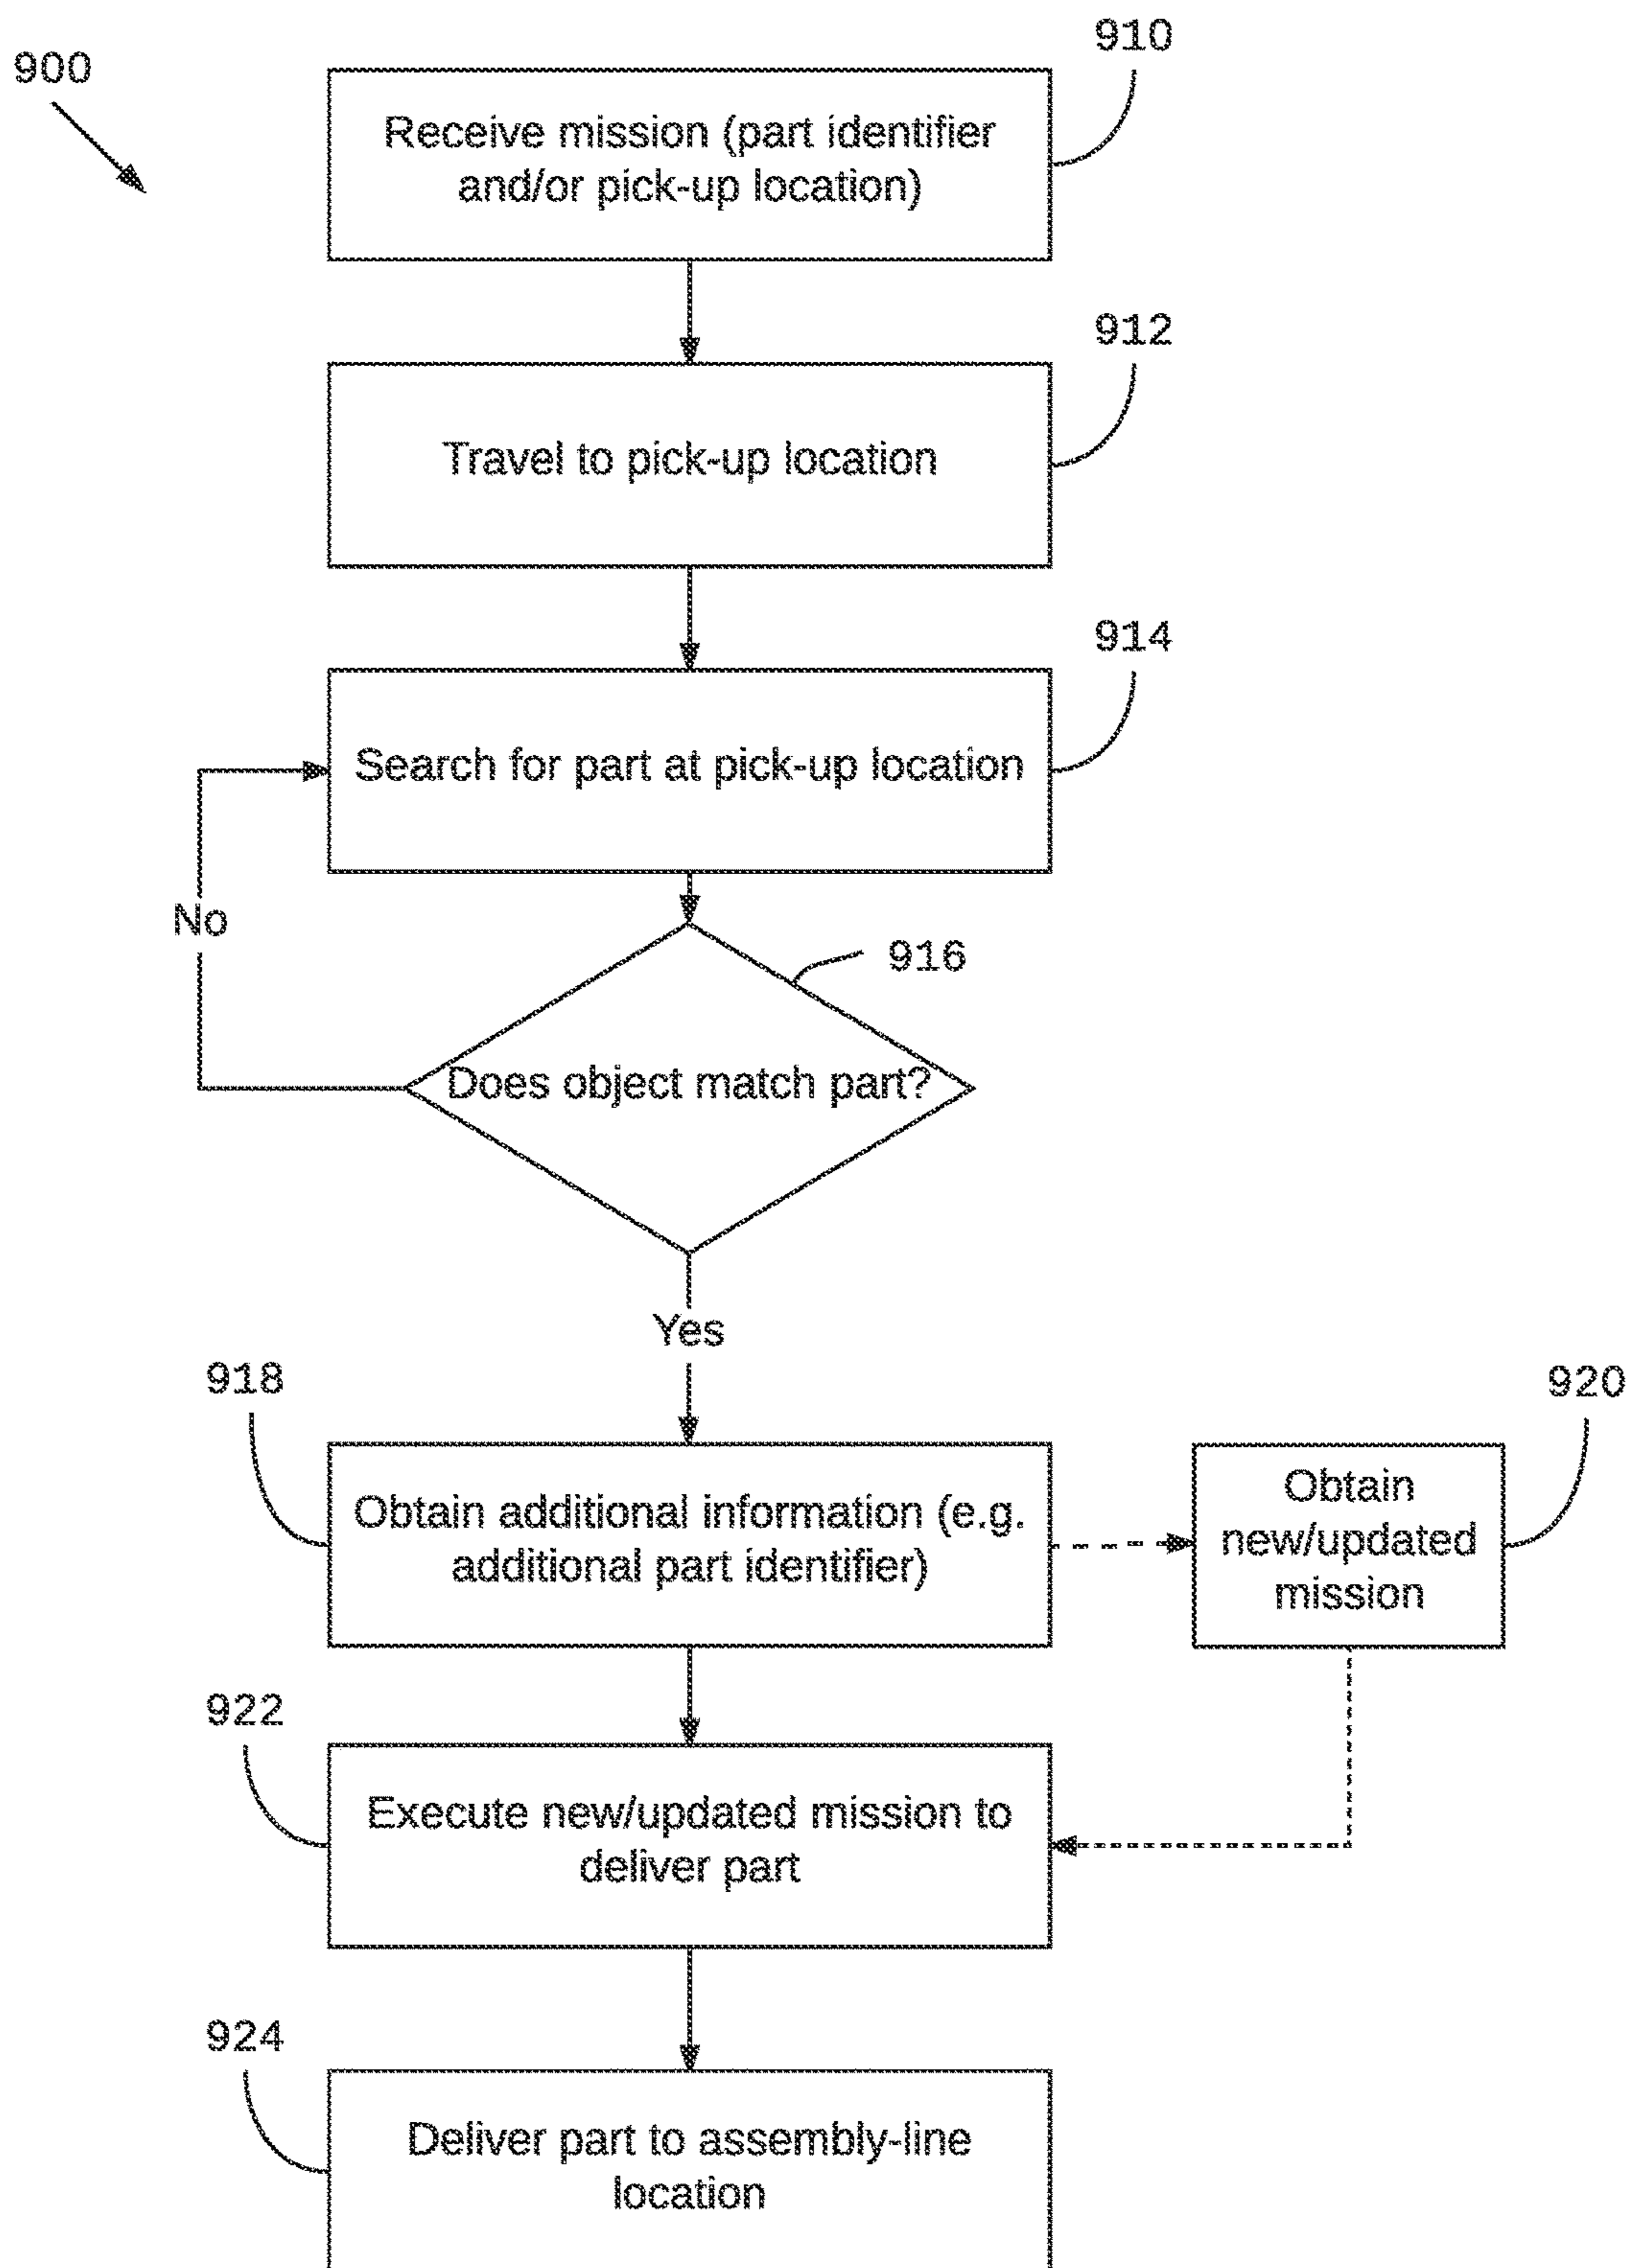 900
910
Receive mission (part identifier
and/or pick-up location)
912
Travel to pick-up location
914
Search for part at pick-up location
No
916
Does object match part?
Yes
918
920
Obtain additional information (e.g.
additional part identifier)
Obtain
new/updated
mission
922
Execute new/updated mission to
deliver part
924
Deliver part to assembly-line
location